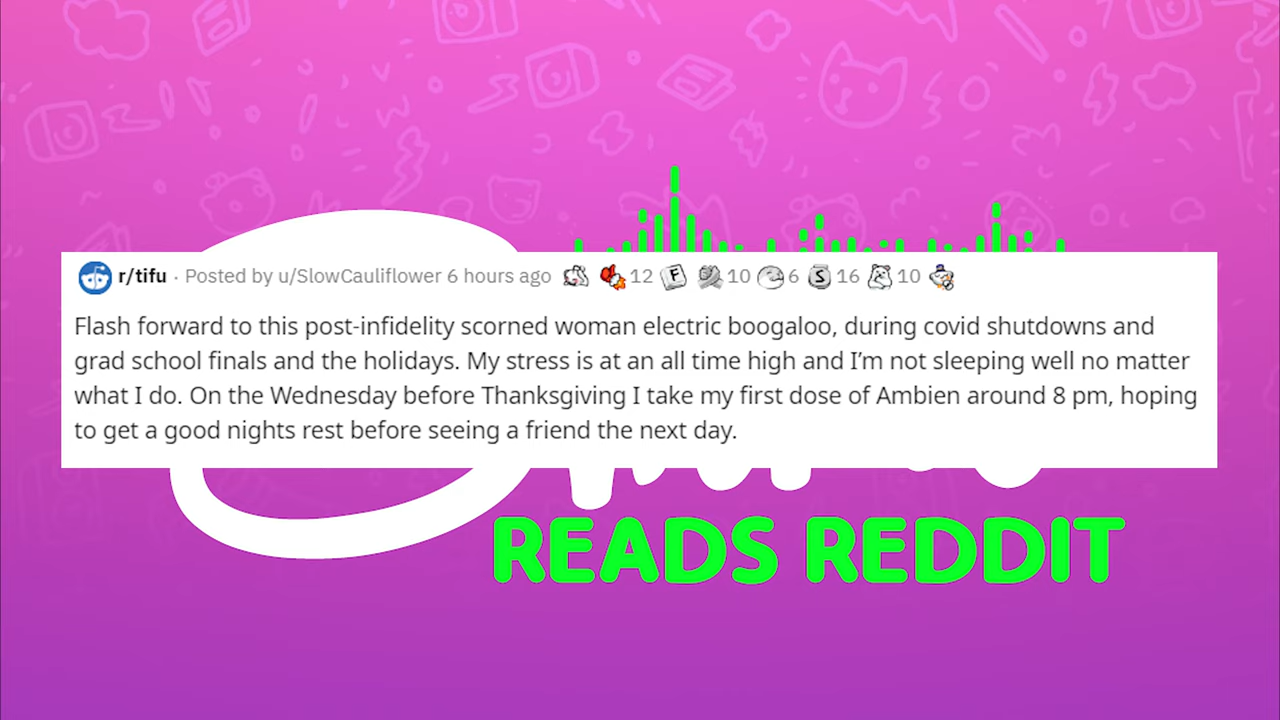 r/tifu · Posted by u/SlowCauliflower 6 hours ago 12 F 10 6 S 16 10
Flash forward to this post-infidelity scorned woman electric boogaloo, during covid shutdowns and
grad school finals and the holidays. My stress is at an all time high and I’m not sleeping well no matter
what I do. On the Wednesday before Thanksgiving I take my first dose of Ambien around 8 pm, hoping
to get a good nights rest before seeing a friend the next day.
READS REDDIT